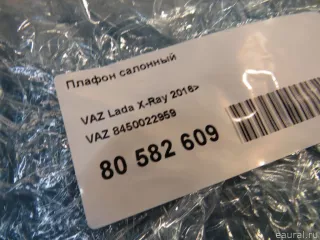 Плафон салонный
VAZ Lada X-Ray 2016>
VAZ 8450022959
80 582 609
eaural.ru